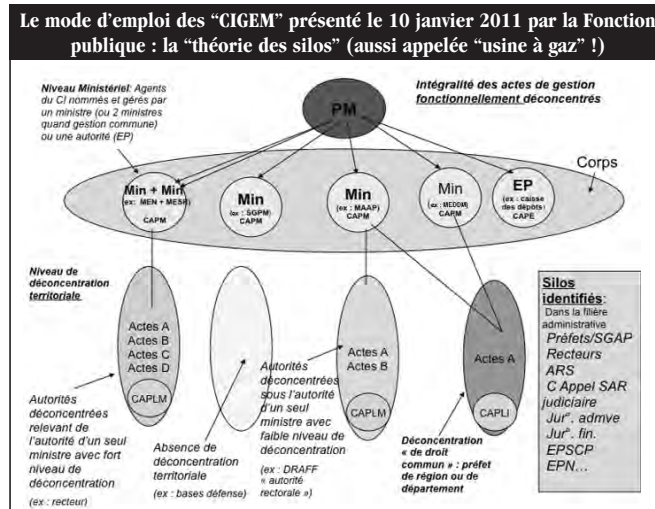 Le mode d'emploi des “CIGEM” présenté le 10 janvier 2011 par la Fonction
publique : la “théorie des silos” (aussi appelée “usine à gaz” !)
Niveau Ministériel: Agents
du CI nommés et gérés par
un ministre (ou 2 ministres
quand gestion commune)
ou une autorité (EP)
PM
Intégralité des actes de gestion
fonctionnellement déconcentrés
Corps
Min + Min
(ex: MEN + MESR)
CAPM
Min
(ex : SGPM)
CAPM
Min
(ex : MAAP)
CAPM
Min
(ex : MEDDM)
CAPM
EP
(ex : caisse
des dépôts)
CAPE
Niveau de
déconcentration
territoriale
Actes A
Actes B
Actes C
Actes D
CAPLM
Autorités
déconcentrées
relevant de
l'autorité d'un seul
ministre avec fort
niveau de
déconcentration
(ex : recteur)
Absence de
déconcentration
territoriale
(ex : bases défense)
Autorités
déconcentrées
sous l'autorité
d'un seul
ministre avec
faible niveau de
déconcentration
(ex : DRAFF
« autorité
rectorale »)
Actes A
Actes B
CAPLM
Actes A
CAPLI
Déconcentration
« de droit
commun » : préfet
de région ou de
département
Silos
identifiés:
Dans la filière
administrative
Préfets/SGAP
Recteurs
ARS
C Appel SAR
judiciaire
Jur°. admve
Jur°. fin.
EPSCP
EPN…